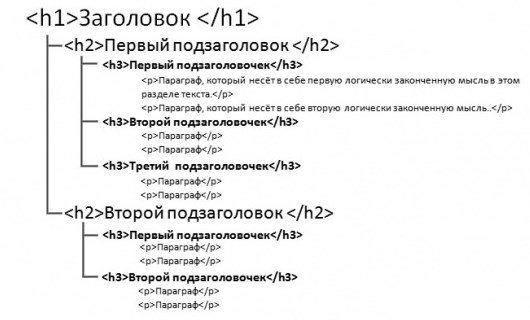 <h1>Заголовок </h1>
<h2>Первый подзаголовок </h2>
<h3>Первый подзаголовочек</h3>
<p>Параграф, который несёт в себе первую логически законченную мысль в этом
разделе текста.</p>
<p>Параграф, который несёт в себе вторую логически законченную мысль..</p>
<h3>Второй подзаголовочек</h3>
<p>Параграф</p>
<p>Параграф</p>
<h3>Третий подзаголовочек</h3>
<p>Параграф</p>
<p>Параграф</p>
<h2>Второй подзаголовок </h2>
<h3>Первый подзаголовочек</h3>
<p>Параграф</p>
<p>Параграф</p>
<h3>Второй подзаголовочек</h3>
<p>Параграф</p>
<p>Параграф</p>